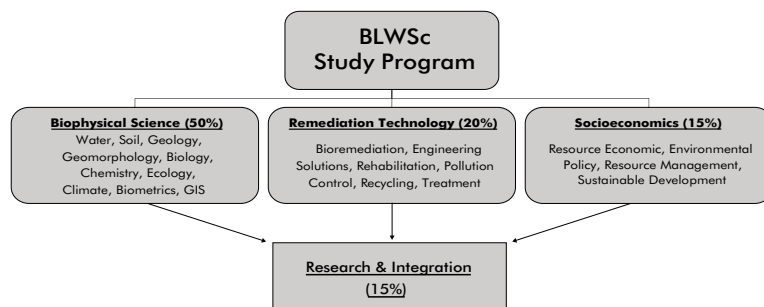 BLWSc
Study Program
Biophysical Science (50%)
Water, Soil, Geology,
Geomorphology, Biology,
Chemistry, Ecology,
Climate, Biometrics, GIS
Remediation Technology (20%)
Bioremediation, Engineering
Solutions, Rehabilitation, Pollution
Control, Recycling, Treatment
Socioeconomics (15%)
Resource Economic, Environmental
Policy, Resource Management,
Sustainable Development
Research & Integration
(15%)